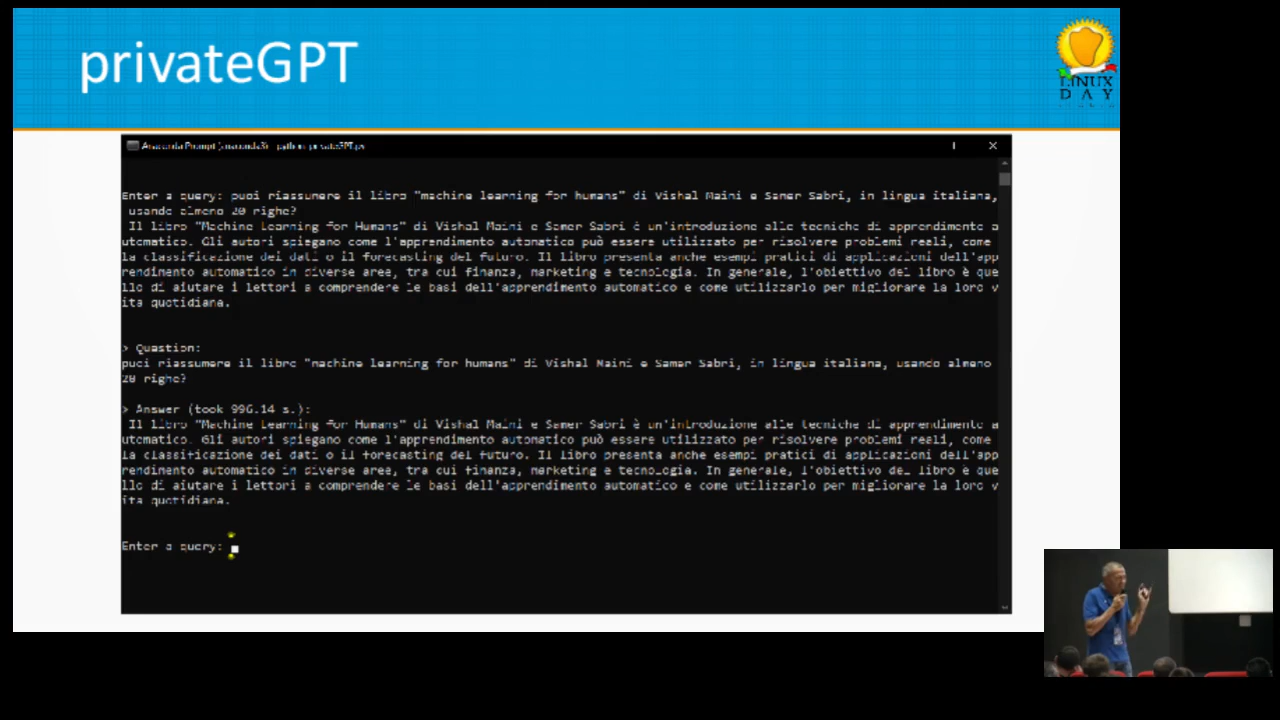 privateGPT
LINUX
DAY
Anaconda Prompt (anaconda3) - python privateGPT.py
Enter a query: puoi riassumere il libro "machine learning for humans" di Vishal Maini e Samer Sabri, in lingua italiana,
usando almeno 20 righe?
Il libro "Machine Learning for Humans" di Vishal Maini e Samer Sabri è un'introduzione alle tecniche di apprendimento a
utomatico. Gli autori spiegano come l'apprendimento automatico può essere utilizzato per risolvere problemi reali, come
la classificazione dei dati o il forecasting del futuro. Il libro presenta anche esempi pratici di applicazioni dell'app
rendimento automatico in diverse aree, tra cui finanza, marketing e tecnologia. In generale, l'obiettivo del libro è que
llo di aiutare i lettori a comprendere le basi dell'apprendimento automatico e come utilizzarlo per migliorare la loro v
ita quotidiana.
> Question:
puoi riassumere il libro "machine learning for humans" di Vishal Maini e Samer Sabri, in lingua italiana, usando almeno
20 righe?
> Answer (took 996.14 s.):
Il libro "Machine Learning for Humans" di Vishal Maini e Samer Sabri è un'introduzione alle tecniche di apprendimento a
utomatico. Gli autori spiegano come l'apprendimento automatico può essere utilizzato per risolvere problemi reali, come
la classificazione dei dati o il forecasting del futuro. Il libro presenta anche esempi pratici di applicazioni dell'app
rendimento automatico in diverse aree, tra cui finanza, marketing e tecnologia. In generale, l'obiettivo del libro è que
llo di aiutare i lettori a comprendere le basi dell'apprendimento automatico e come utilizzarlo per migliorare la loro v
ita quotidiana.
Enter a query: